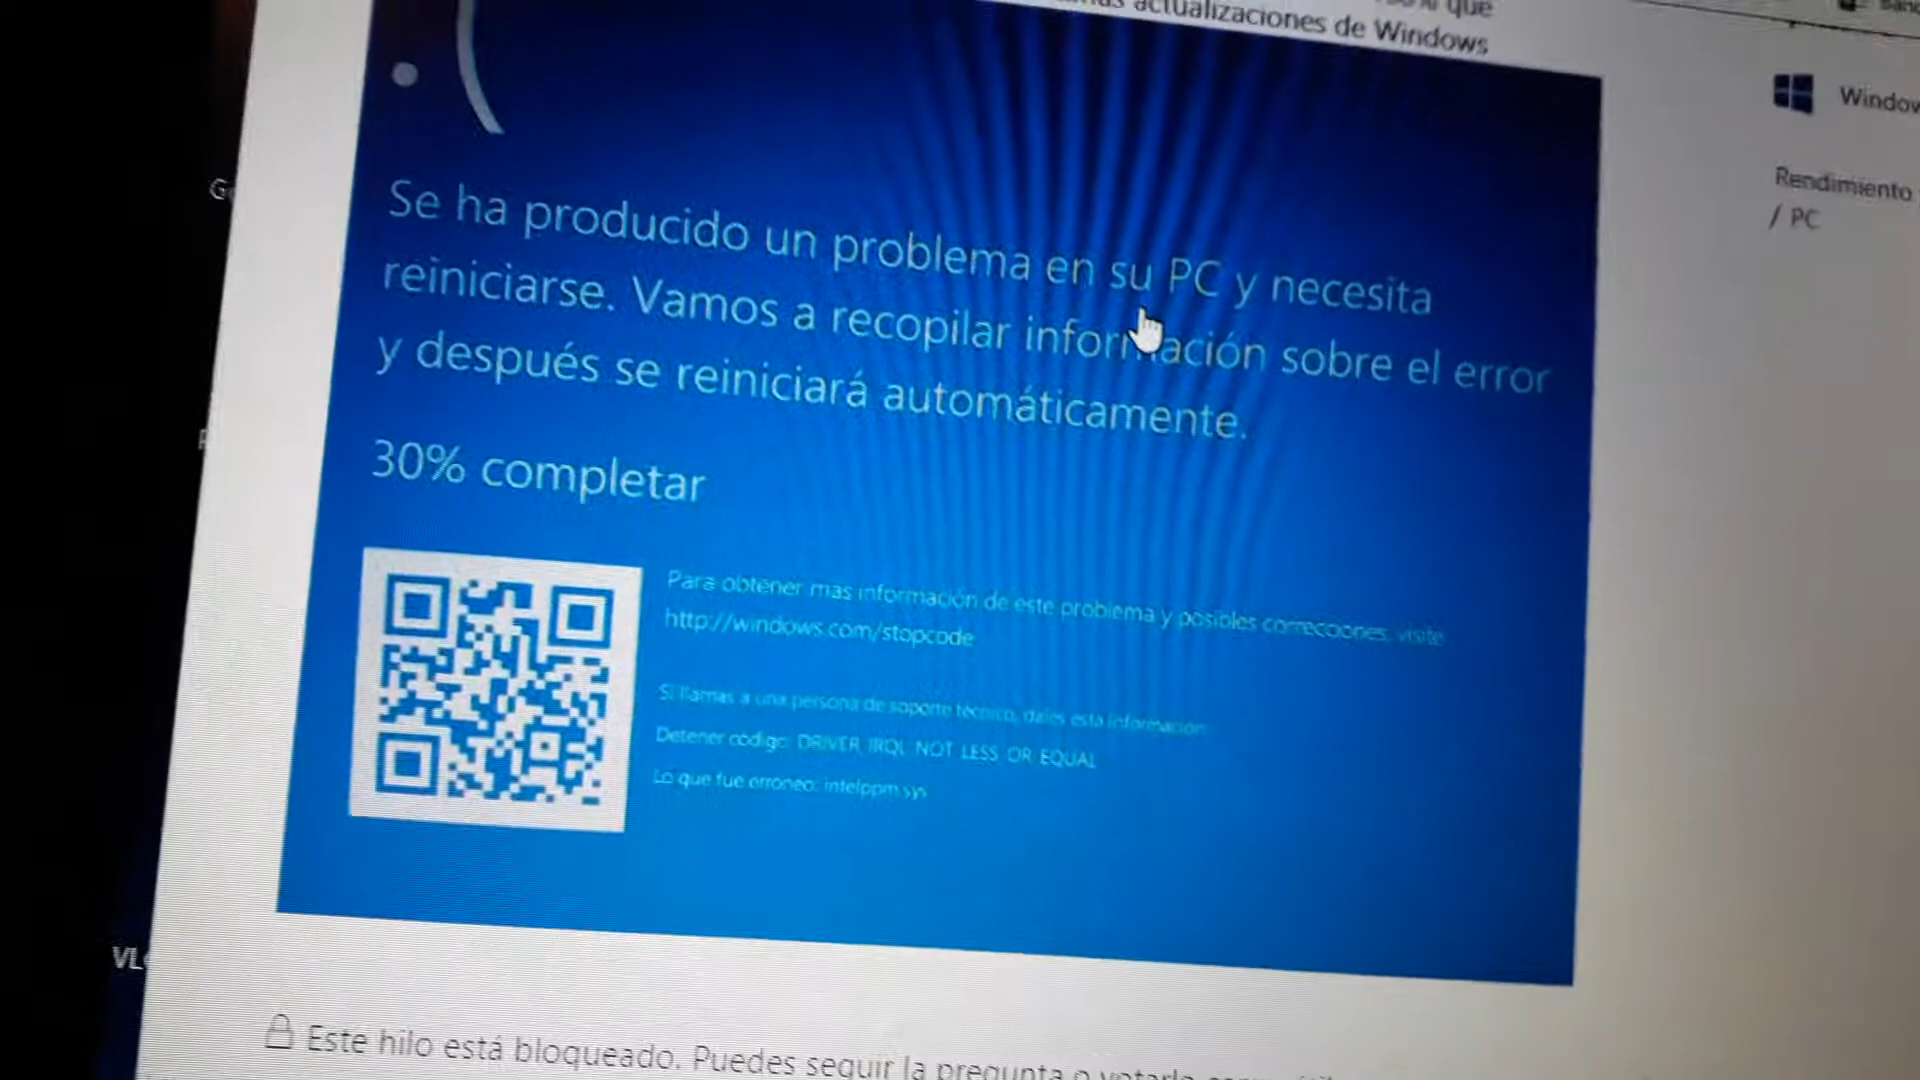 que
actualizaciones de Windows
Se ha producido un problema en su PC y necesita
reiniciarse. Vamos a recopilar información sobre el error
y después se reiniciará automáticamente.
30% completar
Para obtener mas información de este problema y posibles correcciones, visite
http://windows.com/stopcode
Si llamas a una persona de soporte técnico, dales esta información:
Detener código: DRIVER IRQL NOT LESS OR EQUAL
Lo que fue erróneo: intelppm.sys
Rendimiento
/ PC
Este hilo está bloqueado. Puedes seguir la pregunta o votarla